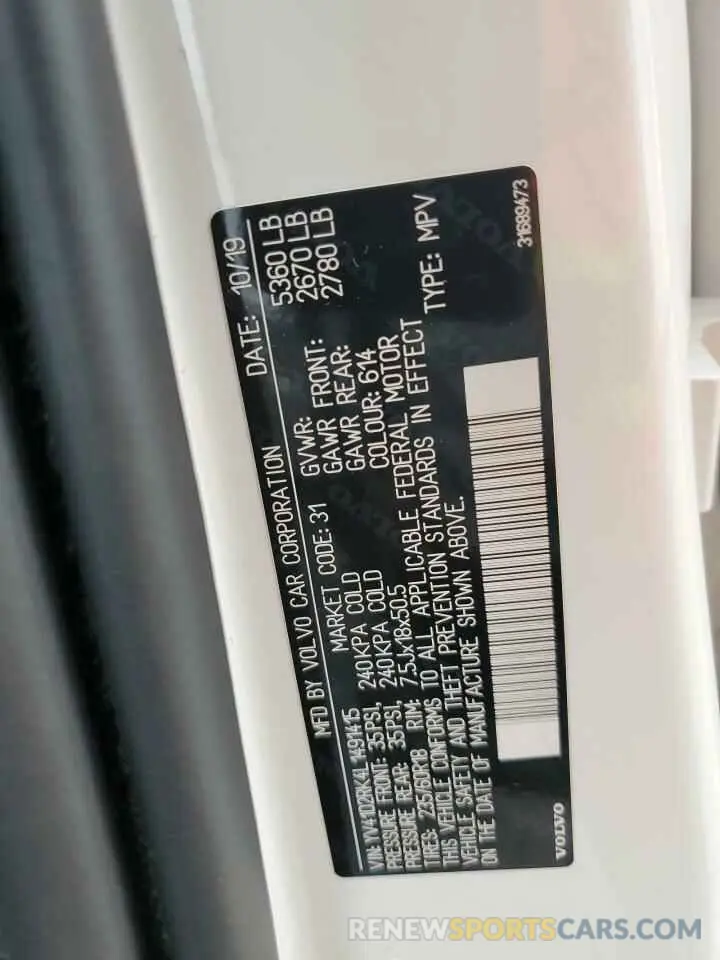 MFD BY VOLVO CAR CORPORATION DATE: 10/19
VIN: YV4102RK4L 1491415 MARKET CODE: 31 GVWR: 5360 LB
PRESSURE FRONT: 35PSI, 240KPA COLD GAWR FRONT: 2670 LB
PRESSURE REAR: 35PSI, 240KPA COLD GAWR REAR: 2780 LB
TIRES: 235/60R18 RIM: 7.5Jx18x50.5 COLOUR: 614
THIS VEHICLE CONFORMS TO ALL APPLICABLE FEDERAL MOTOR
VEHICLE SAFETY AND THEFT PREVENTION STANDARDS IN EFFECT
ON THE DATE OF MANUFACTURE SHOWN ABOVE. TYPE: MPV
VOLVO 31689473
RENEWSPORTSCARS.COM